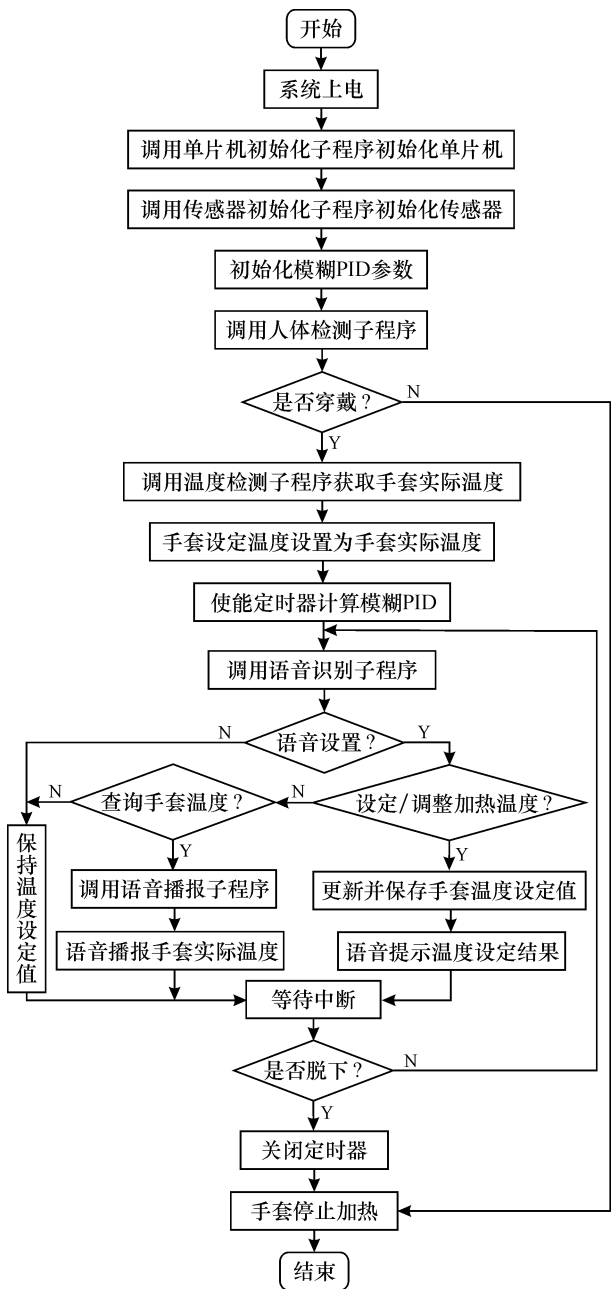 开始
系统上电
调用单片机初始化子程序初始化单片机
调用传感器初始化子程序初始化传感器
初始化模糊PID参数
调用人体检测子程序
是否穿戴？
N
Y
调用温度检测子程序获取手套实际温度
手套设定温度设置为手套实际温度
使能定时器计算模糊PID
调用语音识别子程序
N
语音设置？
Y
N
查询手套温度？
N
设定/调整加热温度？
Y
Y
保持温度设定值
调用语音播报子程序
更新并保存手套温度设定值
语音播报手套实际温度
语音提示温度设定结果
等待中断
是否脱下？
N
Y
关闭定时器
手套停止加热
结束